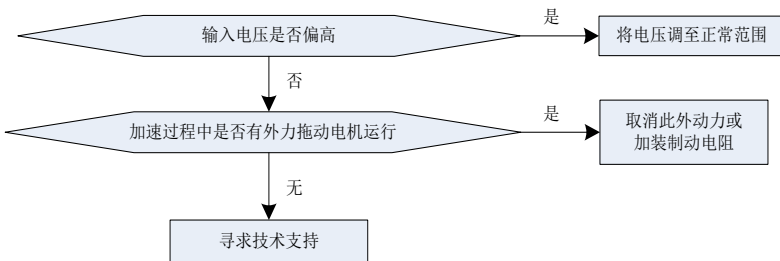 输入电压是否偏高
是
将电压调至正常范围
否
加速过程中是否有外力拖动电机运行
是
取消此外动力或
加装制动电阻
无
寻求技术支持